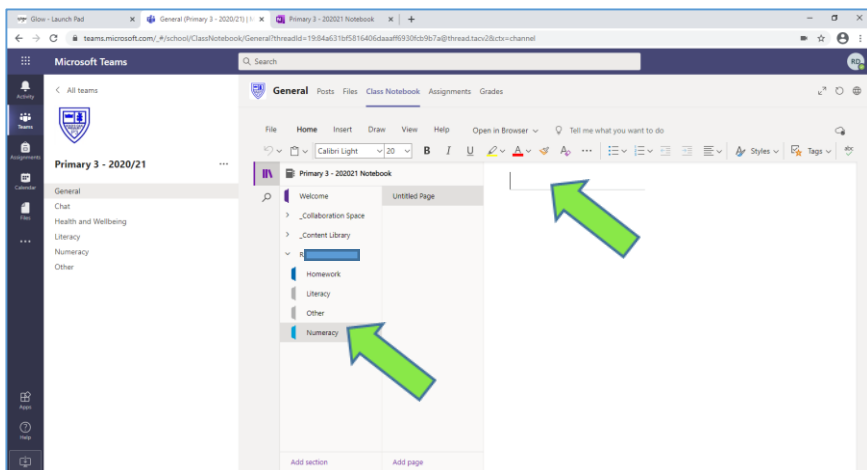 Glow - Launch Pad
General (Primary 3 - 2020/21) |
Primary 3 - 202021 Notebook
teams.microsoft.com/_#/school/ClassNotebook/General?threadId=19:84a631bf5816406daaaff6930fcb9b7a@thread.tacv2&ctx=channel
Microsoft Teams
Search
RD
Activity
Teams
Assignments
Calendar
Files
Apps
Help
All teams
Primary 3 - 2020/21
General
Chat
Health and Wellbeing
Literacy
Numeracy
Other
General Posts Files Class Notebook Assignments Grades
File Home Insert Draw View Help Open in Browser Tell me what you want to do
Calibri Light 20 B I U A A Styles Tags abc
Primary 3 - 202021 Notebook
Welcome
_Collaboration Space
_Content Library
R
Homework
Literacy
Other
Numeracy
Add section
Untitled Page
Add page